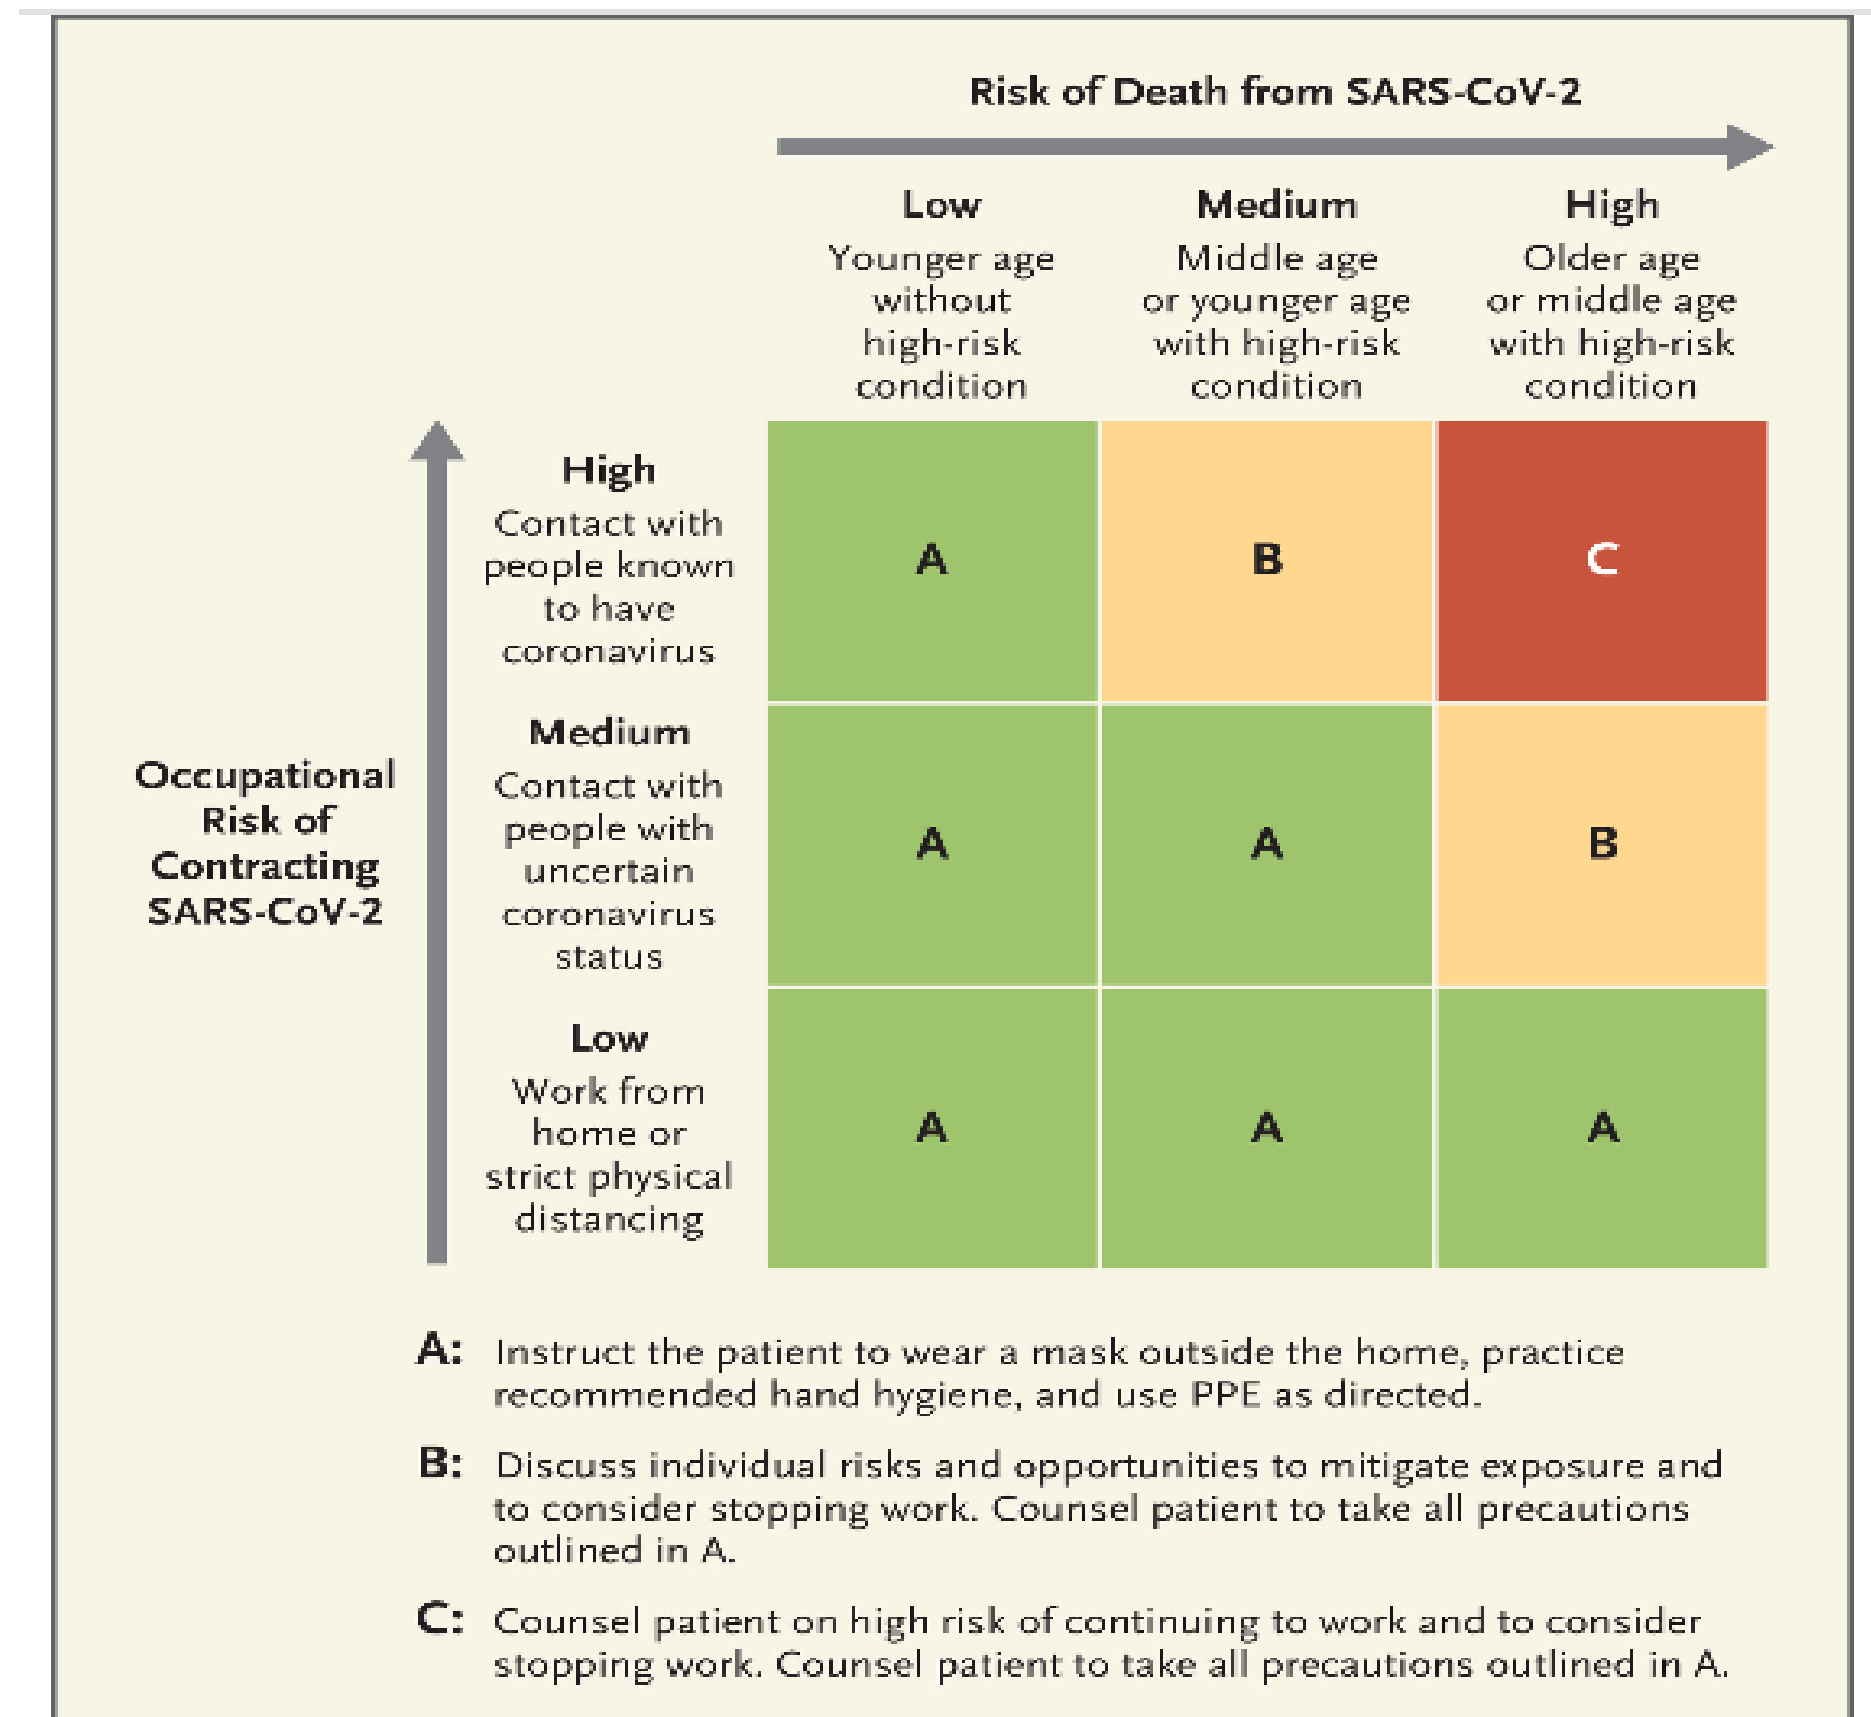 Risk of Death from SARS-CoV-2
Low
Younger age
without
high-risk
condition
Medium
Middle age
or younger age
with high-risk
condition
High
Older age
or middle age
with high-risk
condition
Occupational
Risk of
Contracting
SARS-CoV-2
High
Contact with
people known
to have
coronavirus
A
B
C
Medium
Contact with
people with
uncertain
coronavirus
status
A
A
B
Low
Work from
home or
strict physical
distancing
A
A
A
A: Instruct the patient to wear a mask outside the home, practice
recommended hand hygiene, and use PPE as directed.
B: Discuss individual risks and opportunities to mitigate exposure and
to consider stopping work. Counsel patient to take all precautions
outlined in A.
C: Counsel patient on high risk of continuing to work and to consider
stopping work. Counsel patient to take all precautions outlined in A.